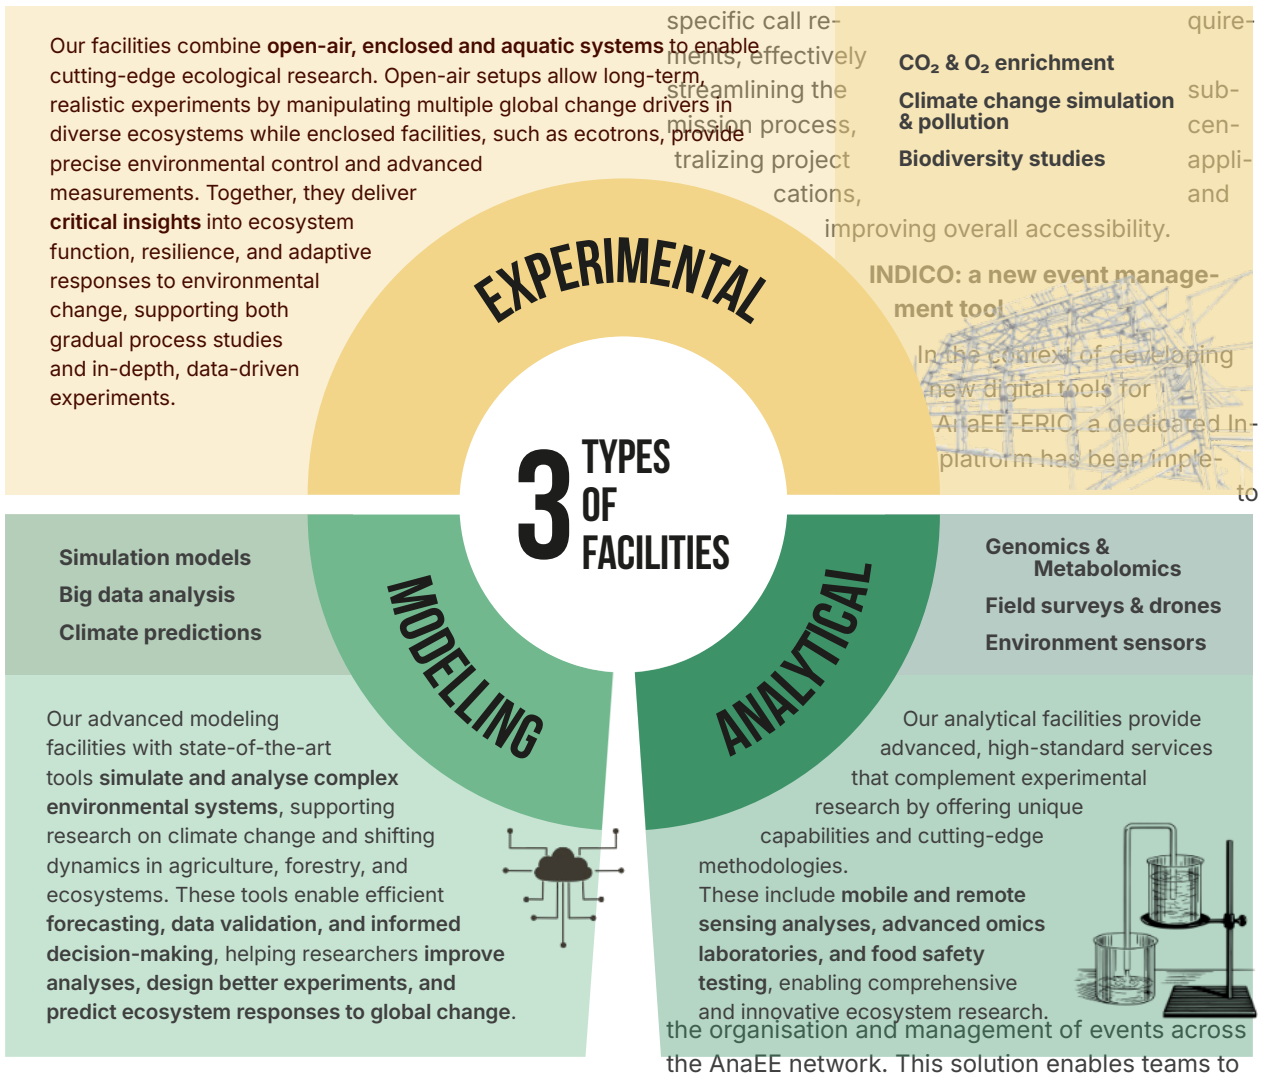 Our facilities combine open-air, enclosed and aquatic systems to enable
cutting-edge ecological research. Open-air setups allow long-term,
realistic experiments by manipulating multiple global change drivers in
diverse ecosystems while enclosed facilities, such as ecotrons, provide
precise environmental control and advanced
measurements. Together, they deliver
critical insights into ecosystem
function, resilience, and adaptive
responses to environmental
change, supporting both
gradual process studies
and in-depth, data-driven
experiments.
specific call re-
quire-
ments, effectively
streamlining the
sub-
mission process,
cen-
tralizing project
appli-
cations,
and
improving overall accessibility.
INDICO: a new event manage-
ment tool
In the context of developing
new digital tools for
AnaEE-ERIC, a dedicated In-
platform has been imple-
to
CO₂ & O₂ enrichment
Climate change simulation
& pollution
Biodiversity studies
EXPERIMENTAL
3 TYPES
OF
FACILITIES
MODELLING
ANALYTICAL
Simulation models
Big data analysis
Climate predictions
Genomics &
Metabolomics
Field surveys & drones
Environment sensors
Our advanced modeling
facilities with state-of-the-art
tools simulate and analyse complex
environmental systems, supporting
research on climate change and shifting
dynamics in agriculture, forestry, and
ecosystems. These tools enable efficient
forecasting, data validation, and informed
decision-making, helping researchers improve
analyses, design better experiments, and
predict ecosystem responses to global change.
Our analytical facilities provide
advanced, high-standard services
that complement experimental
research by offering unique
capabilities and cutting-edge
methodologies.
These include mobile and remote
sensing analyses, advanced omics
laboratories, and food safety
testing, enabling comprehensive
and innovative ecosystem research.
the organisation and management of events across
the AnaEE network. This solution enables teams to